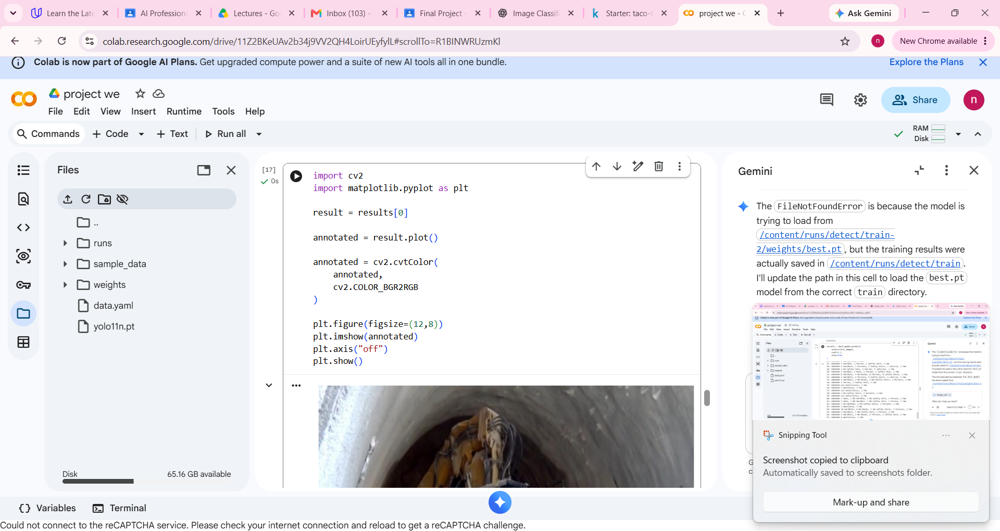 Learn the Late
AI Professiona
Lectures - Go
Inbox (103) -
Final Project -
Image Classifi
Starter: taco-t
project we - C
Ask Gemini
colab.research.google.com/drive/11Z2BKeUAv2b34j9VV2QH4LoirUEyfylL#scrollTo=R1BINWRUzmKl
n
New Chrome available
Colab is now part of Google AI Plans. Get upgraded compute power and a suite of new AI tools all in one bundle.
Explore the Plans
project we
File Edit View Insert Runtime Tools Help
Share
n
Commands + Code + Text Run all
RAM
Disk
Files
..
runs
sample_data
weights
data.yaml
yolo11n.pt
Disk 65.16 GB available
[17]
0s
import cv2
import matplotlib.pyplot as plt
result = results[0]
annotated = result.plot()
annotated = cv2.cvtColor(
annotated,
cv2.COLOR_BGR2RGB
)
plt.figure(figsize=(12,8))
plt.imshow(annotated)
plt.axis("off")
plt.show()
Gemini
The FileNotFoundError is because the model is
trying to load from
/content/runs/detect/train-
2/weights/best.pt, but the training results were
actually saved in /content/runs/detect/train.
I'll update the path in this cell to load the best.pt
model from the correct train directory.
Snipping Tool
Screenshot copied to clipboard
Automatically saved to screenshots folder.
Mark-up and share
Variables Terminal
Could not connect to the reCAPTCHA service. Please check your internet connection and reload to get a reCAPTCHA challenge.